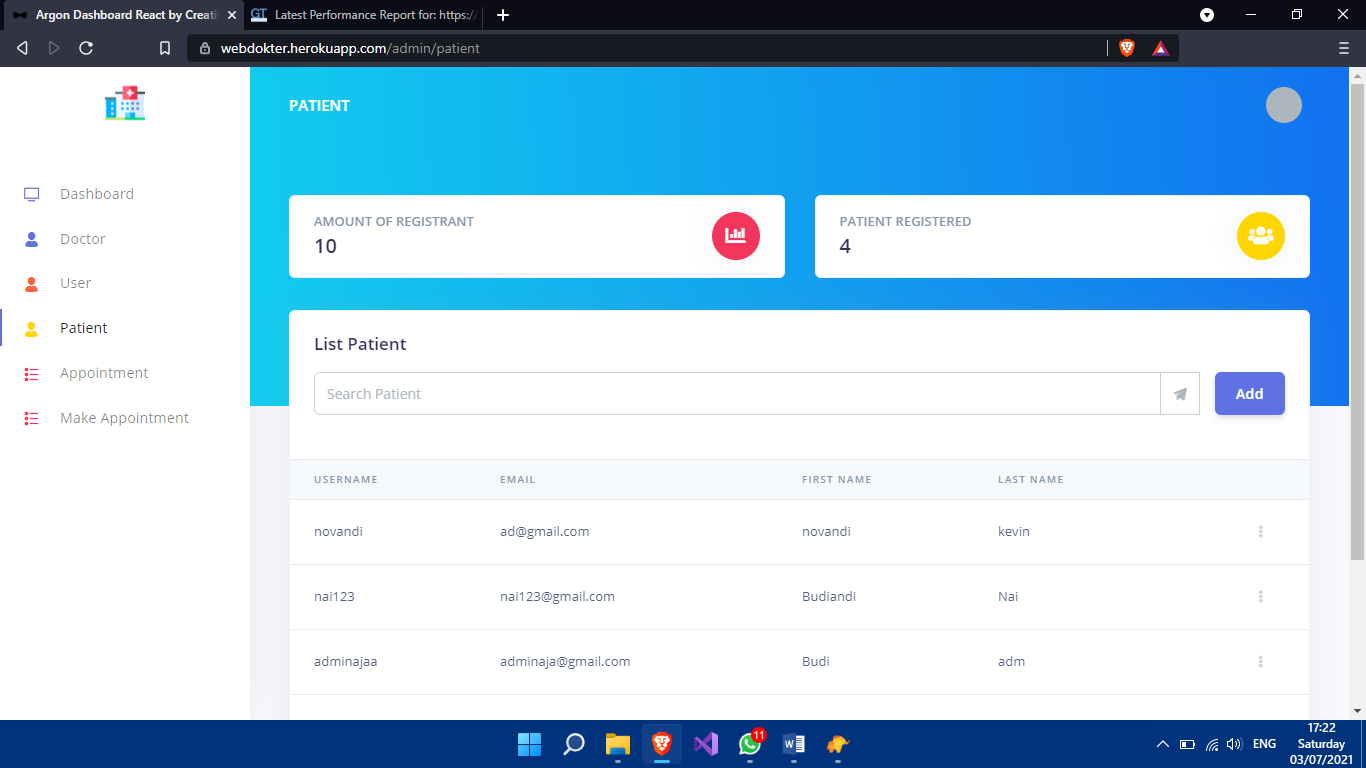 Argon Dashboard React by Creati
GT Latest Performance Report for: https:/
webdokter.herokuapp.com/admin/patient
PATIENT
Dashboard
Doctor
User
Patient
Appointment
Make Appointment
AMOUNT OF REGISTRANT
10
PATIENT REGISTERED
4
List Patient
Search Patient
Add
USERNAME EMAIL FIRST NAME LAST NAME
novandi ad@gmail.com novandi kevin
nai123 nai123@gmail.com Budiandi Nai
adminajaa adminaja@gmail.com Budi adm
11
W
ENG
17:22
Saturday
03/07/2021